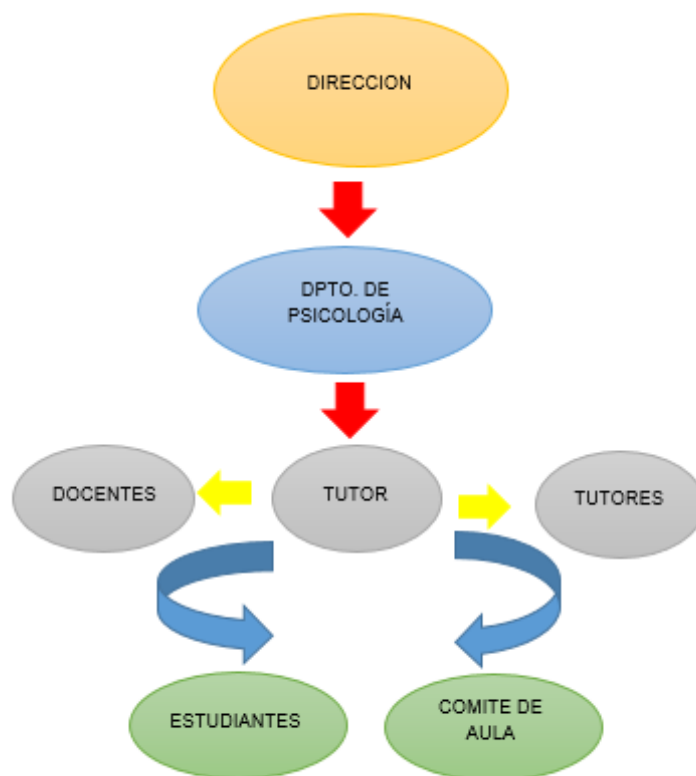 DIRECCION
DPTO. DE
PSICOLOGÍA
DOCENTES
TUTOR
TUTORES
ESTUDIANTES
COMITE DE
AULA